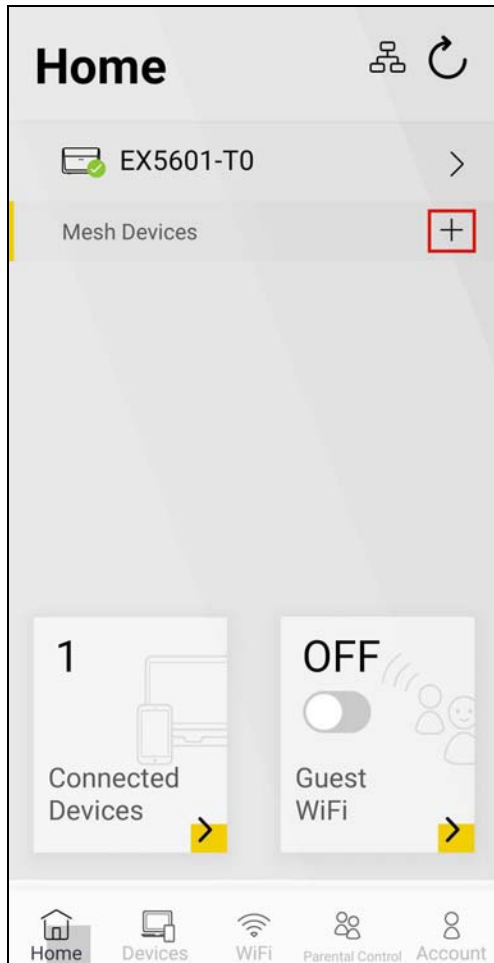 Home
EX5601-T0
Mesh Devices
1
Connected
Devices
OFF
Guest
WiFi
Home
Devices
WiFi
Parental Control
Account